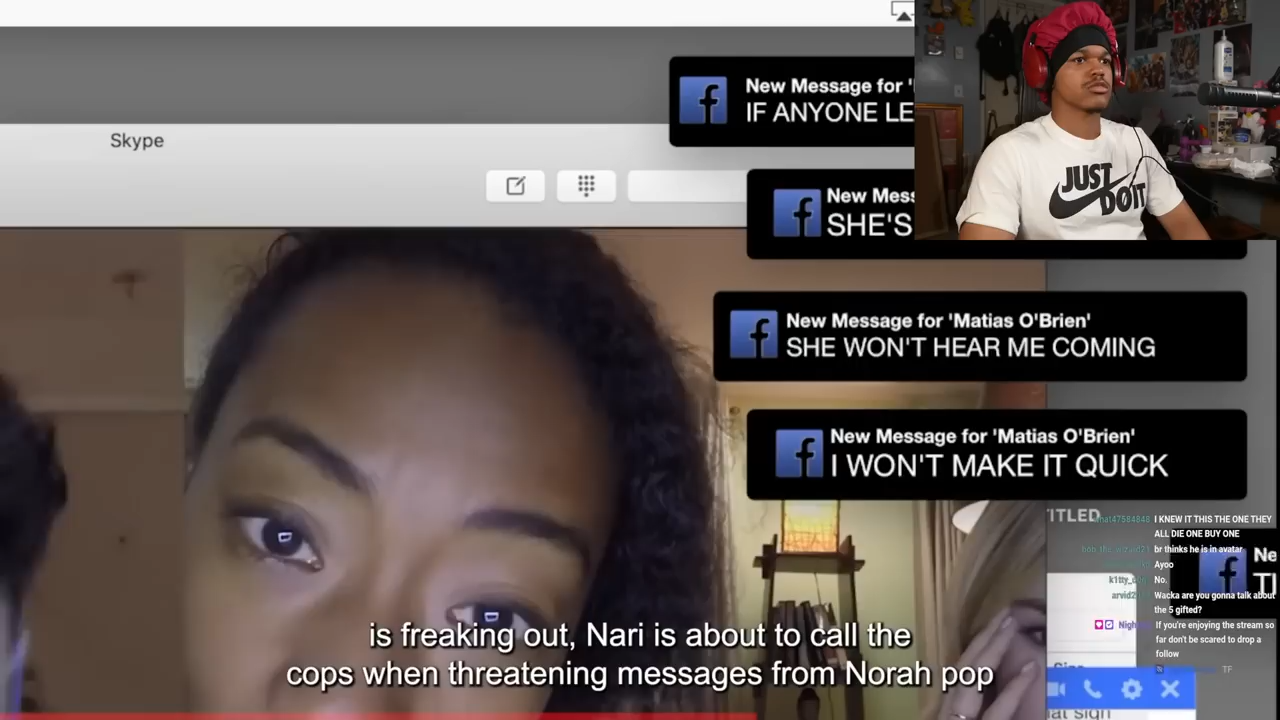 Skype
New Message for '
IF ANYONE LE
New Mess
SHE'S
New Message for 'Matias O'Brien'
SHE WON'T HEAR ME COMING
New Message for 'Matias O'Brien'
I WON'T MAKE IT QUICK
JUST
DO IT
is freaking out, Nari is about to call the
cops when threatening messages from Norah pop
TITLED
Ne
I KNEW IT THIS THE ONE THEY
ALL DIE ONE BUY ONE
br thinks he is in avatar
Ayoo
No.
Wacka are you gonna talk about
the 5 gifted?
If you're enjoying the stream so
far don't be scared to drop a
follow
TF